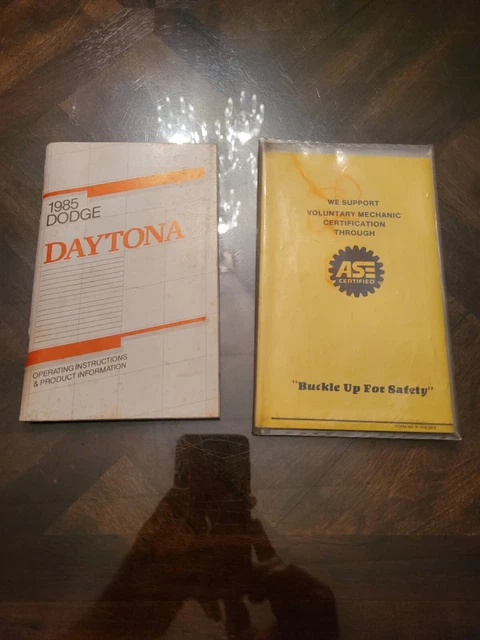 1985
DODGE
DAYTONA
OPERATING INSTRUCTIONS
& PRODUCT INFORMATION
WE SUPPORT
VOLUNTARY MECHANIC
CERTIFICATION
THROUGH
ASE
CERTIFIED
"Buckle Up For Safety"